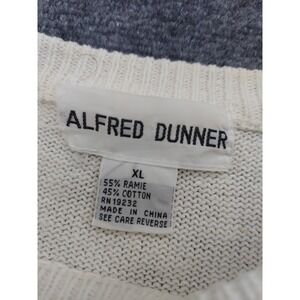 ALFRED DUNNER
XL
55% RAMIE
45% COTTON
RN 19232
MADE IN CHINA
SEE CARE REVERSE